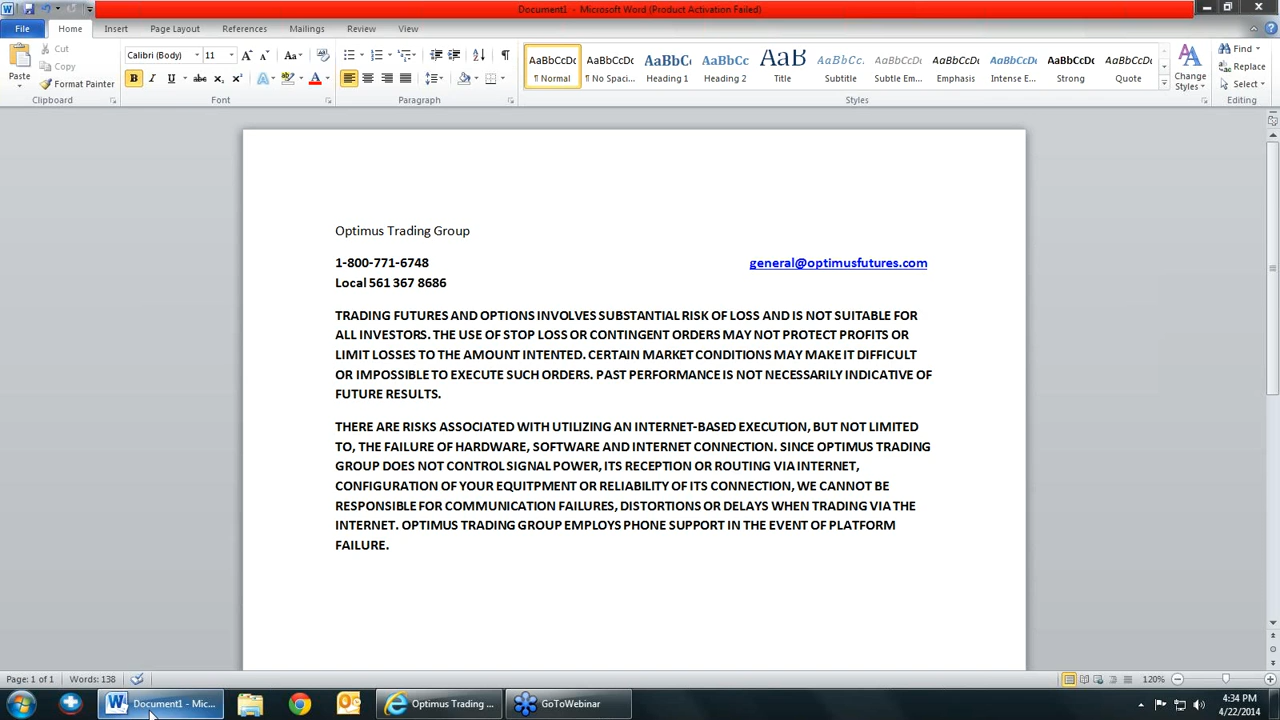 Document1 - Microsoft Word (Product Activation Failed)
File Home Insert Page Layout References Mailings Review View
Paste
Cut
Copy
Format Painter
Clipboard
Calibri (Body) 11
Font
Paragraph
AaBbCcDc AaBbCcDc AaBbC AaBbCc AaB AaBbCc. AaBbCcDc AaBbCcDc AaBbCcDc AaBbCcDc AaBbCcDc
¶ Normal ¶ No Spaci... Heading 1 Heading 2 Title Subtitle Subtle Em... Emphasis Intense E... Strong Quote
Change Styles
Styles
Find
Replace
Select
Editing
Optimus Trading Group
1-800-771-6748 general@optimusfutures.com
Local 561 367 8686
TRADING FUTURES AND OPTIONS INVOLVES SUBSTANTIAL RISK OF LOSS AND IS NOT SUITABLE FOR
ALL INVESTORS. THE USE OF STOP LOSS OR CONTINGENT ORDERS MAY NOT PROTECT PROFITS OR
LIMIT LOSSES TO THE AMOUNT INTENTED. CERTAIN MARKET CONDITIONS MAY MAKE IT DIFFICULT
OR IMPOSSIBLE TO EXECUTE SUCH ORDERS. PAST PERFORMANCE IS NOT NECESSARILY INDICATIVE OF
FUTURE RESULTS.
THERE ARE RISKS ASSOCIATED WITH UTILIZING AN INTERNET-BASED EXECUTION, BUT NOT LIMITED
TO, THE FAILURE OF HARDWARE, SOFTWARE AND INTERNET CONNECTION. SINCE OPTIMUS TRADING
GROUP DOES NOT CONTROL SIGNAL POWER, ITS RECEPTION OR ROUTING VIA INTERNET,
CONFIGURATION OF YOUR EQUITPMENT OR RELIABILITY OF ITS CONNECTION, WE CANNOT BE
RESPONSIBLE FOR COMMUNICATION FAILURES, DISTORTIONS OR DELAYS WHEN TRADING VIA THE
INTERNET. OPTIMUS TRADING GROUP EMPLOYS PHONE SUPPORT IN THE EVENT OF PLATFORM
FAILURE.
Page: 1 of 1 Words: 138 120%
Document1 - Mic... Optimus Trading ... GoToWebinar
4:34 PM
4/22/2014